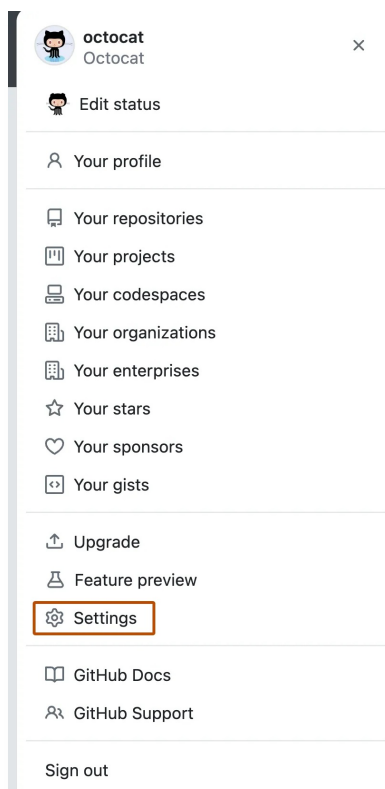 octocat
Octocat
Edit status
Your profile
Your repositories
Your projects
Your codespaces
Your organizations
Your enterprises
Your stars
Your sponsors
Your gists
Upgrade
Feature preview
Settings
GitHub Docs
GitHub Support
Sign out